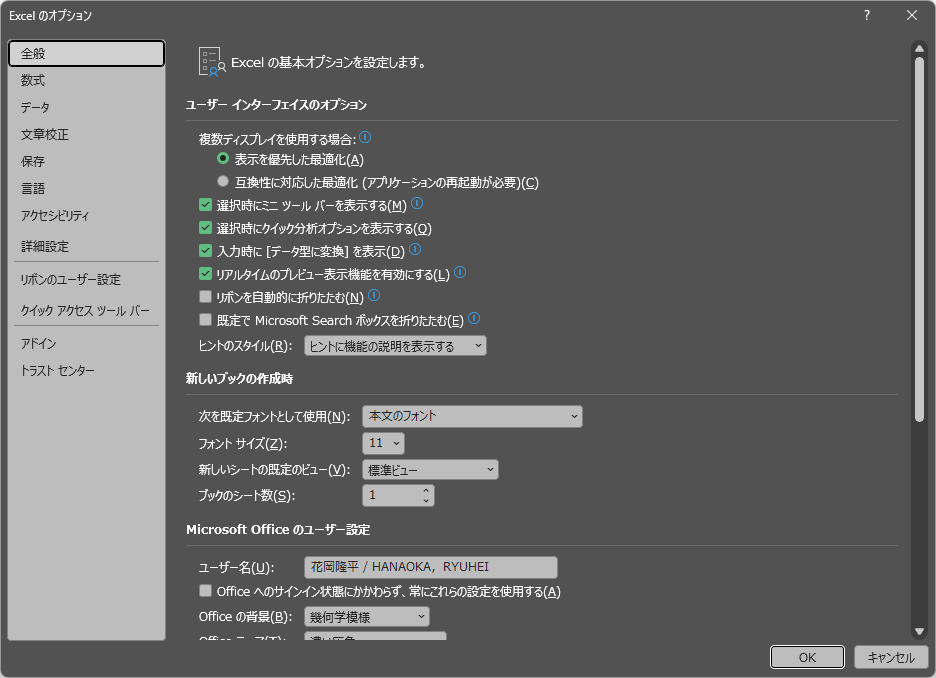 Excel のオプション
?
全般
数式
データ
文章校正
保存
言語
アクセシビリティ
詳細設定
リボンのユーザー設定
クイック アクセス ツール バー
アドイン
トラスト センター
Excel の基本オプションを設定します。
ユーザー インターフェイスのオプション
複数ディスプレイを使用する場合:
表示を優先した最適化(A)
互換性に対応した最適化 (アプリケーションの再起動が必要)(C)
選択時にミニ ツール バーを表示する(M)
選択時にクイック分析オプションを表示する(Q)
入力時に [データ型に変換] を表示(D)
リアルタイムのプレビュー表示機能を有効にする(L)
リボンを自動的に折りたたむ(N)
既定で Microsoft Search ボックスを折りたたむ(E)
ヒントのスタイル(R): ヒントに機能の説明を表示する
新しいブックの作成時
次を既定フォントとして使用(N): 本文のフォント
フォント サイズ(Z): 11
新しいシートの既定のビュー(V): 標準ビュー
ブックのシート数(S): 1
Microsoft Office のユーザー設定
ユーザー名(U): 花岡隆平 / HANAOKA, RYUHEI
Office へのサインイン状態にかかわらず、常にこれらの設定を使用する(A)
Office の背景(B): 幾何学模様
Office テーマ(T): 濃い灰色
OK
キャンセル